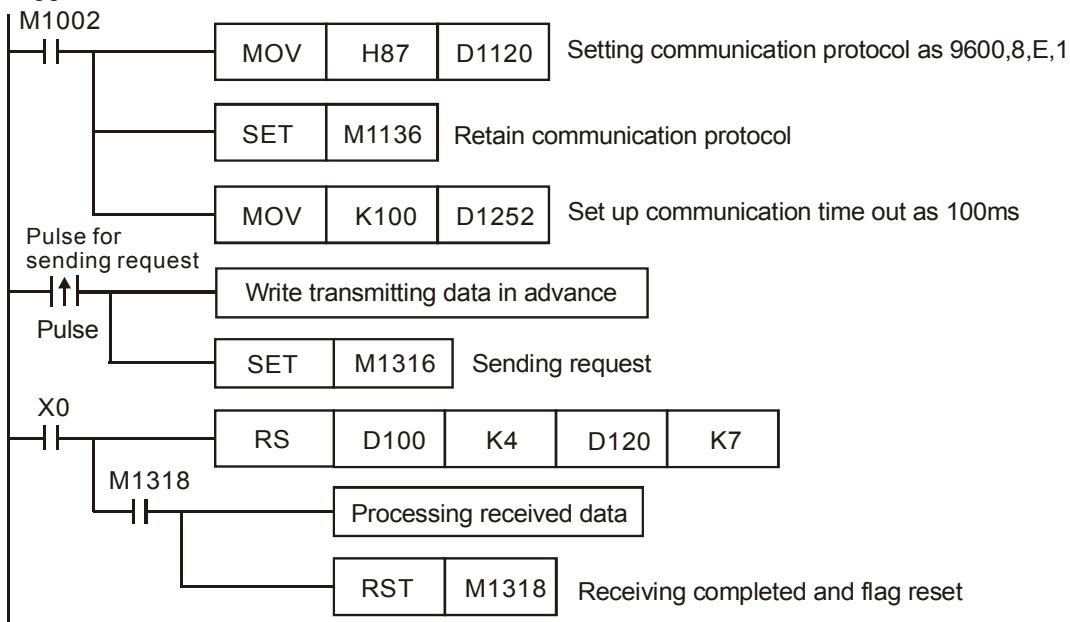 M1002
MOV H87 D1120 Setting communication protocol as 9600,8,E,1
SET M1136 Retain communication protocol
MOV K100 D1252 Set up communication time out as 100ms
Pulse for
sending request
Write transmitting data in advance
Pulse
SET M1316 Sending request
X0
RS D100 K4 D120 K7
M1318
Processing received data
RST M1318 Receiving completed and flag reset